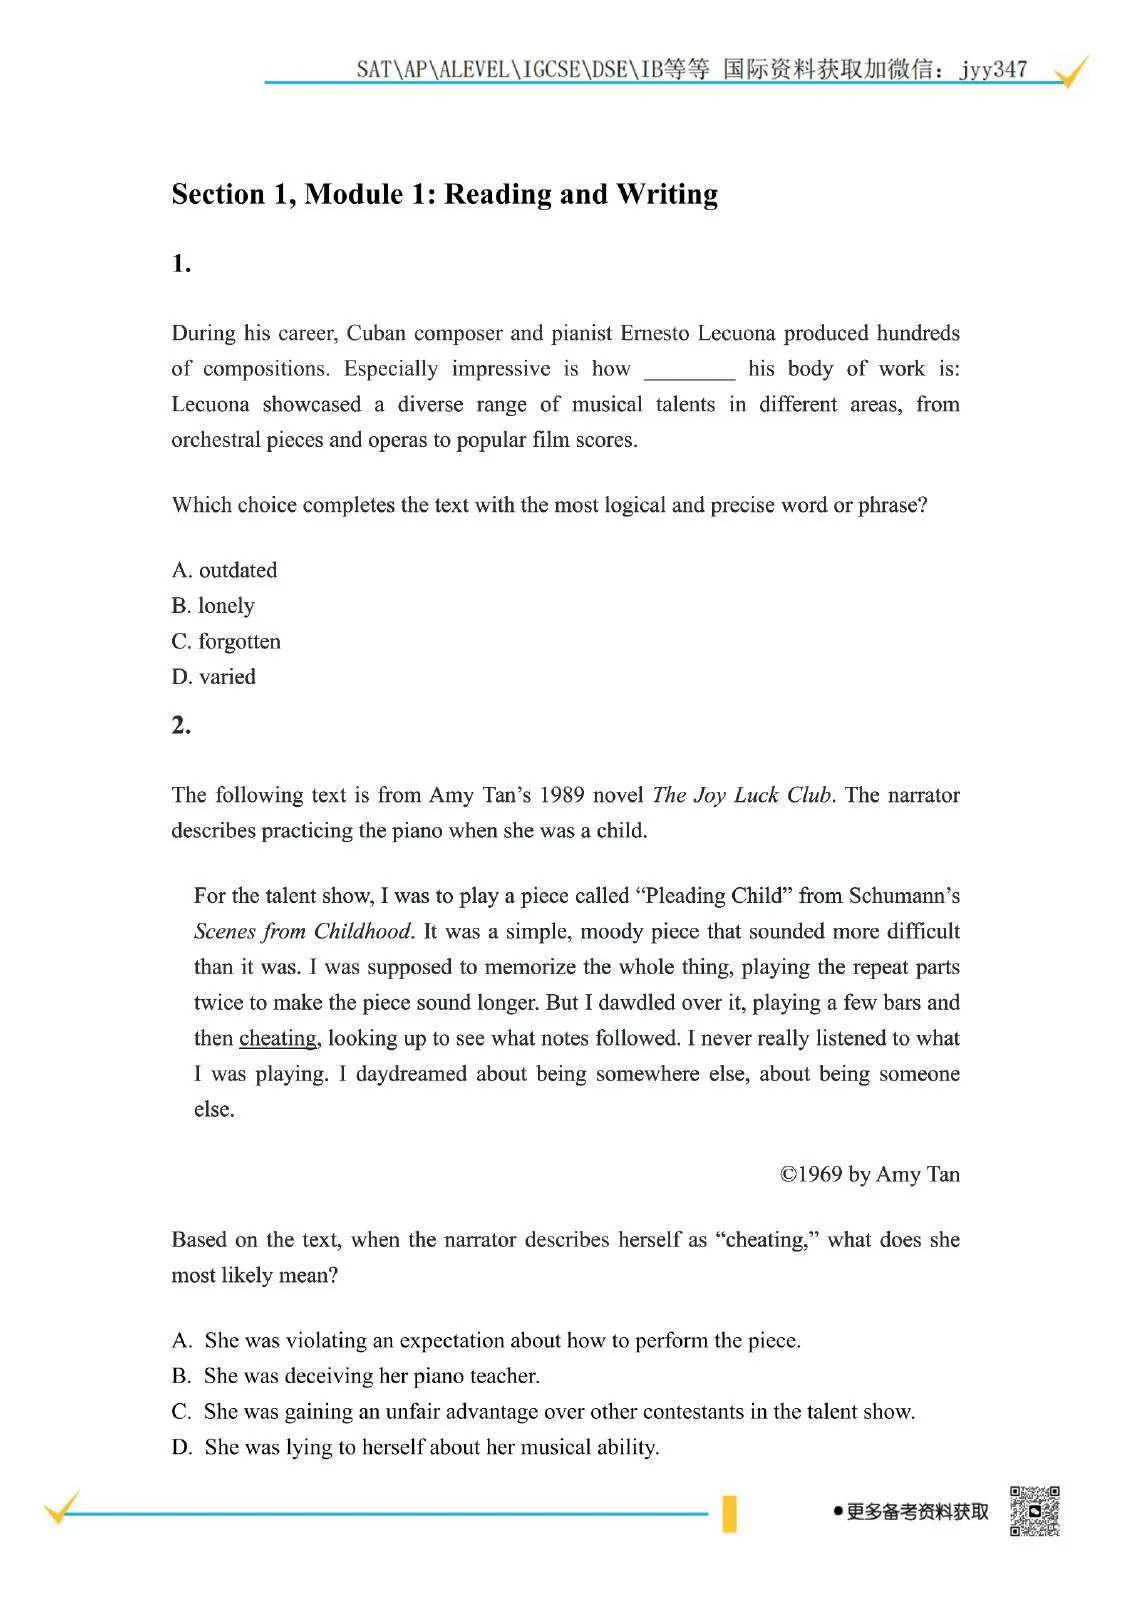 SAT\AP\ALEVEL\IGCSE\DSE\IB等等 国际资料获取加微信：jyy347
Section 1, Module 1: Reading and Writing
1.
During his career, Cuban composer and pianist Ernesto Lecuona produced hundreds
of compositions. Especially impressive is how ________ his body of work is:
Lecuona showcased a diverse range of musical talents in different areas, from
orchestral pieces and operas to popular film scores.
Which choice completes the text with the most logical and precise word or phrase?
A. outdated
B. lonely
C. forgotten
D. varied
2.
The following text is from Amy Tan’s 1989 novel The Joy Luck Club. The narrator
describes practicing the piano when she was a child.
For the talent show, I was to play a piece called “Pleading Child” from Schumann’s
Scenes from Childhood. It was a simple, moody piece that sounded more difficult
than it was. I was supposed to memorize the whole thing, playing the repeat parts
twice to make the piece sound longer. But I dawdled over it, playing a few bars and
then cheating, looking up to see what notes followed. I never really listened to what
I was playing. I daydreamed about being somewhere else, about being someone
else.
©1969 by Amy Tan
Based on the text, when the narrator describes herself as “cheating,” what does she
most likely mean?
A. She was violating an expectation about how to perform the piece.
B. She was deceiving her piano teacher.
C. She was gaining an unfair advantage over other contestants in the talent show.
D. She was lying to herself about her musical ability.
●更多备考资料获取